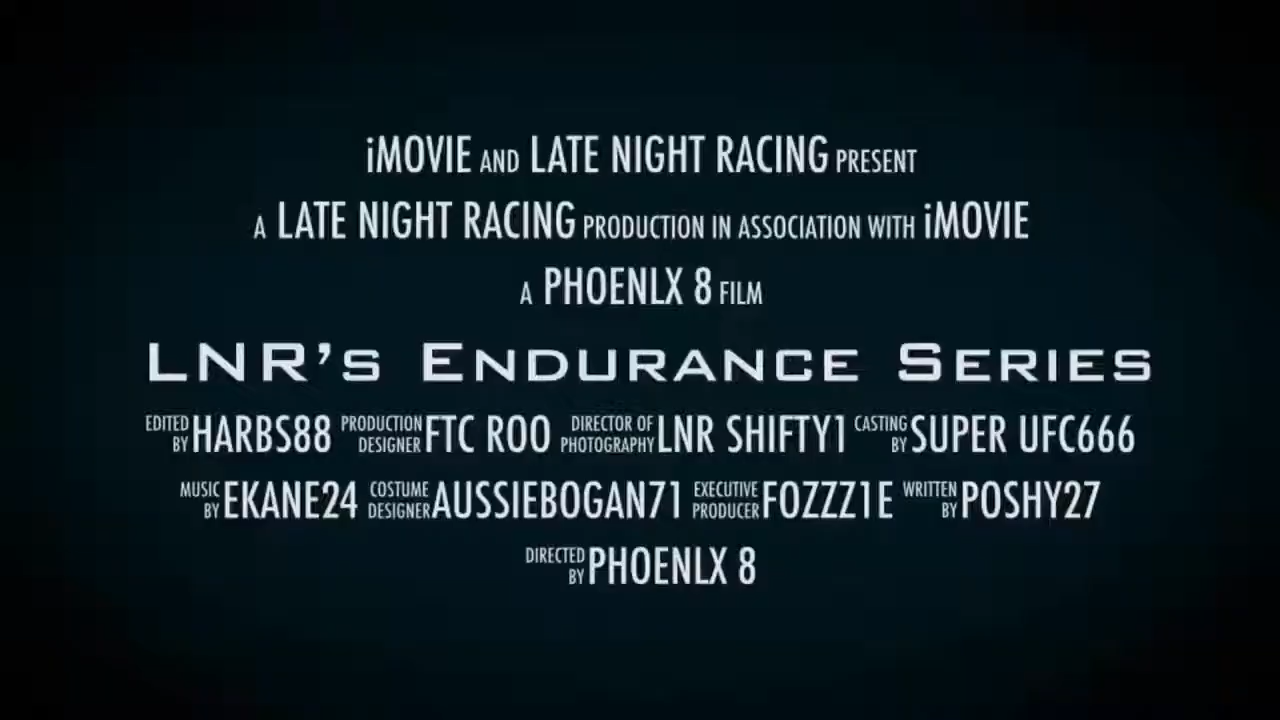 iMOVIE AND LATE NIGHT RACING PRESENT
A LATE NIGHT RACING PRODUCTION IN ASSOCIATION WITH iMOVIE
A PHOENLX 8 FILM
LNR'S ENDURANCE SERIES
EDITED BY HARBS88 PRODUCTION DESIGNER FTC ROO DIRECTOR OF PHOTOGRAPHY LNR SHIFTY1 CASTING BY SUPER UFC666
MUSIC BY EKANE24 COSTUME DESIGNER AUSSIEBOGAN71 EXECUTIVE PRODUCER FOZZZ1E WRITTEN BY POSHY27
DIRECTED BY PHOENLX 8